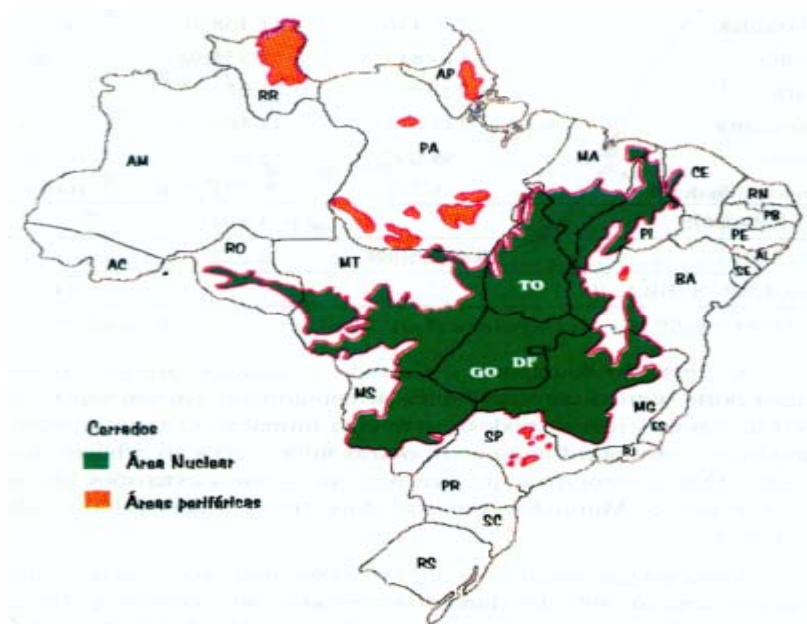 RR
AP
AM
PA
MA
CE
RN
PB
PE
AL
SE
PI
AC
RO
MT
TO
BA
GO
DF
MS
MG
ES
SP
RJ
PR
SC
RS
Cerrados
Área Nuclear
Áreas periféricas